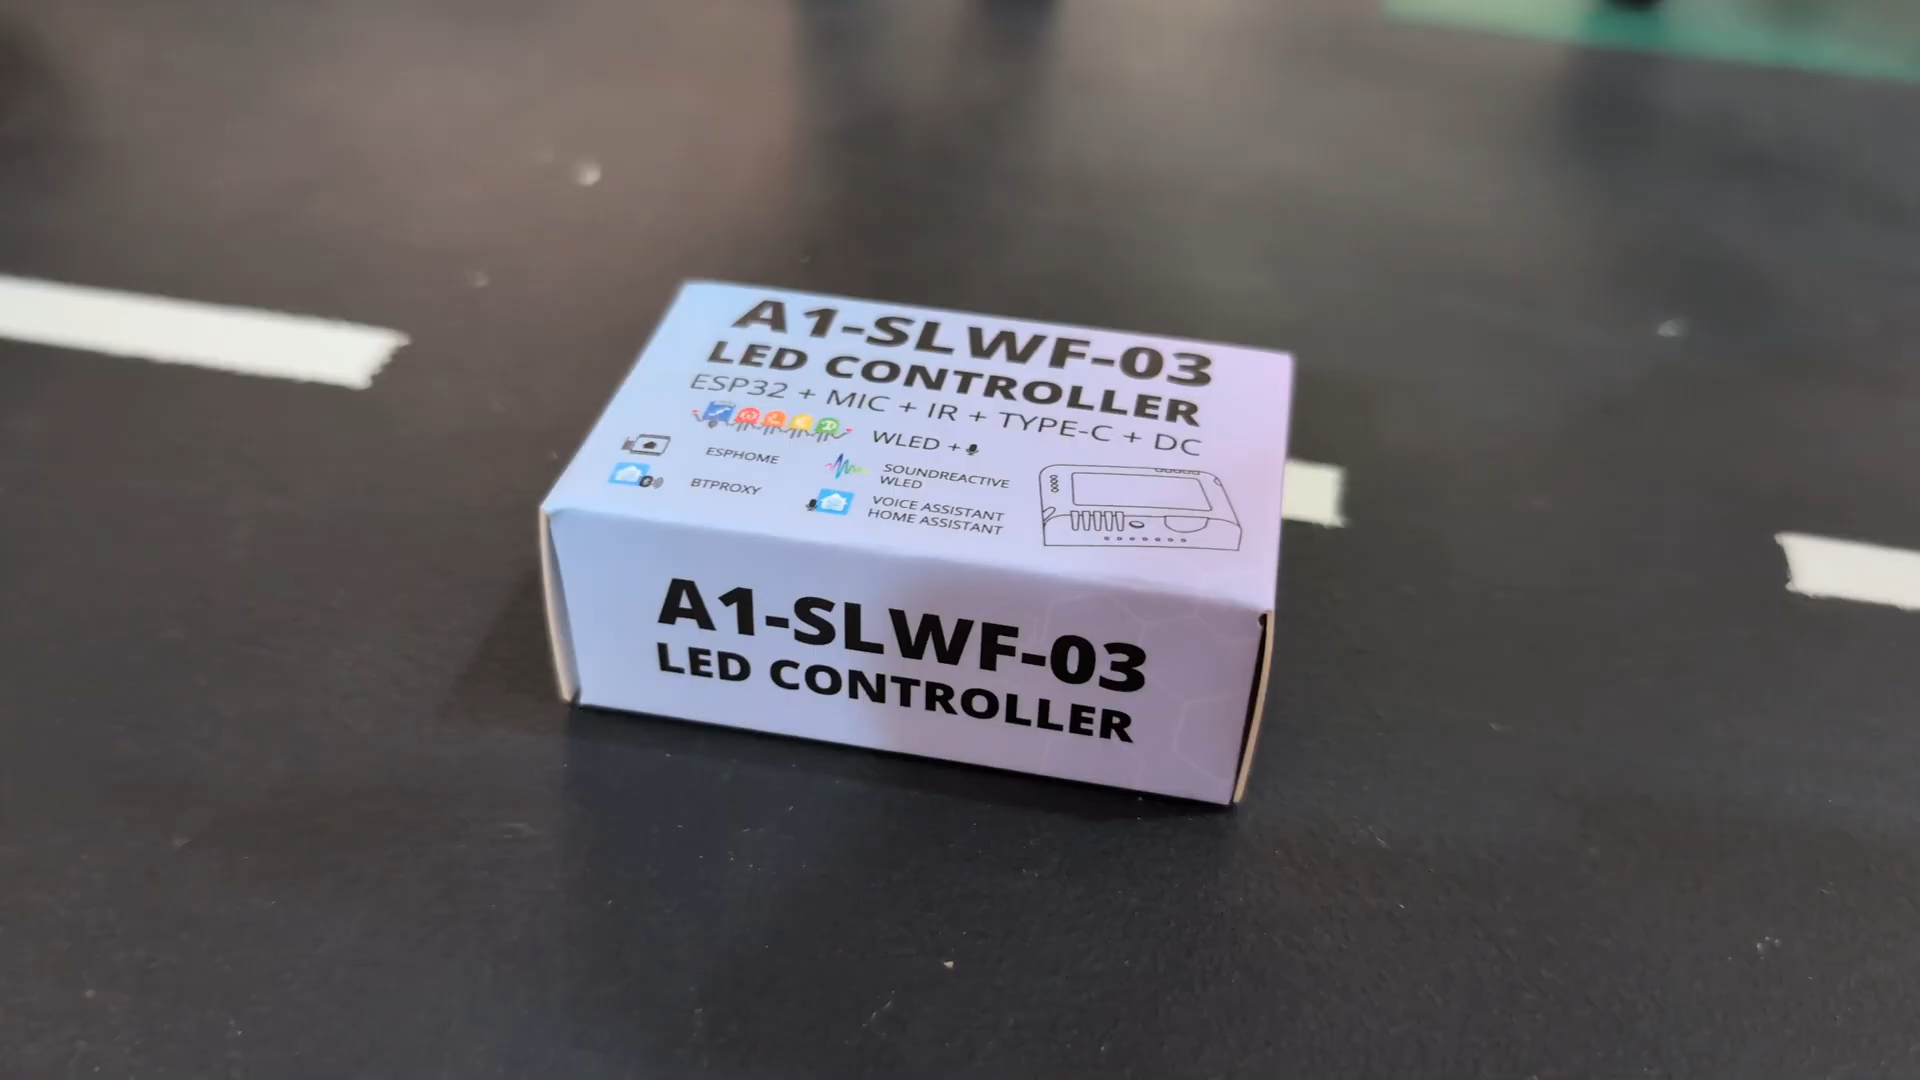 A1-SLWF-03
LED CONTROLLER
ESP32 + MIC + IR + TYPE-C + DC
WLED +
ESPHOME
SOUNDREACTIVE
WLED
BTPROXY
VOICE ASSISTANT
HOME ASSISTANT
A1-SLWF-03
LED CONTROLLER